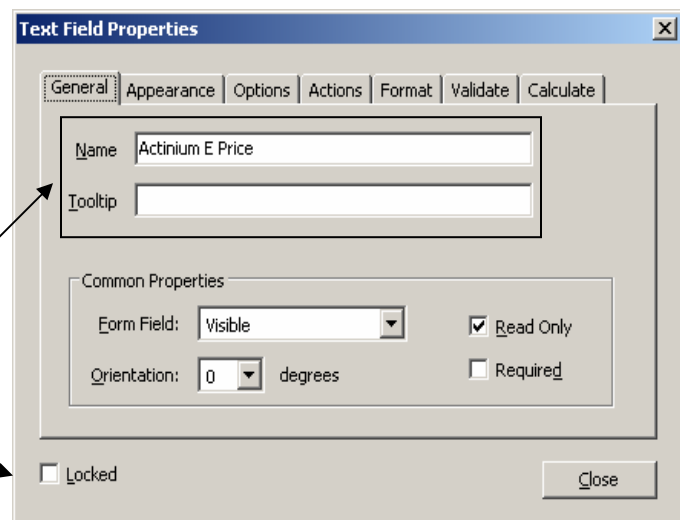 Text Field Properties
General Appearance Options Actions Format Validate Calculate
Name Actinium E Price
Tooltip
Common Properties
Form Field: Visible Read Only
Orientation: 0 degrees Required
Locked Close